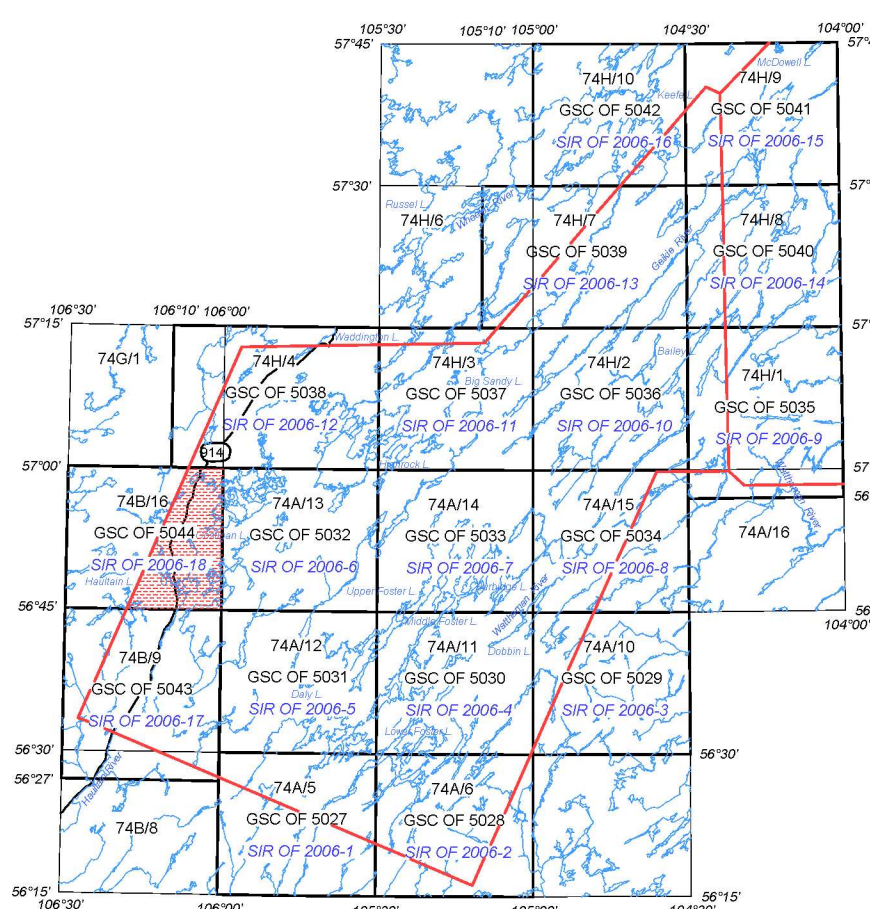 105°30' 105°10' 105°00' 104°30' 104°00'
57°45'
McDowell L.
74H/10 74H/9
Keefe L.
GSC OF 5042 GSC OF 5041
SIR OF 2006-16 SIR OF 2006-15
57°30'
Russel L.
74H/6 74H/7 74H/8
Wheeler River
Geikie River
GSC OF 5039 GSC OF 5040
SIR OF 2006-13 SIR OF 2006-14
106°30' 106°10' 106°00'
57°15'
Waddington L.
74G/1 74H/4 74H/3 74H/2 74H/1
Bailey L.
Big Sandy L.
GSC OF 5038 GSC OF 5037 GSC OF 5036 GSC OF 5035
SIR OF 2006-12 SIR OF 2006-11 SIR OF 2006-10 SIR OF 2006-9
914
57°00'
74B/16 74A/13 74A/14 74A/15 74A/16
Wathaman River
GSC OF 5044 GSC OF 5032 GSC OF 5033 GSC OF 5034
SIR OF 2006-18 SIR OF 2006-6 SIR OF 2006-7 SIR OF 2006-8
Haultain L.
Upper Foster L.
Wathaman River
56°45'
Middle Foster L.
104°00'
74B/9 74A/12 74A/11 74A/10
Dobbin L.
GSC OF 5043 GSC OF 5031 GSC OF 5030 GSC OF 5029
Daly L.
SIR OF 2006-17 SIR OF 2006-5 SIR OF 2006-4 SIR OF 2006-3
Lower Foster L.
56°30' 56°30'
56°27'
Haultain River
74A/5 74A/6
GSC OF 5027 GSC OF 5028
74B/8
SIR OF 2006-1 SIR OF 2006-2
56°15' 56°15'
106°30' 106°00'